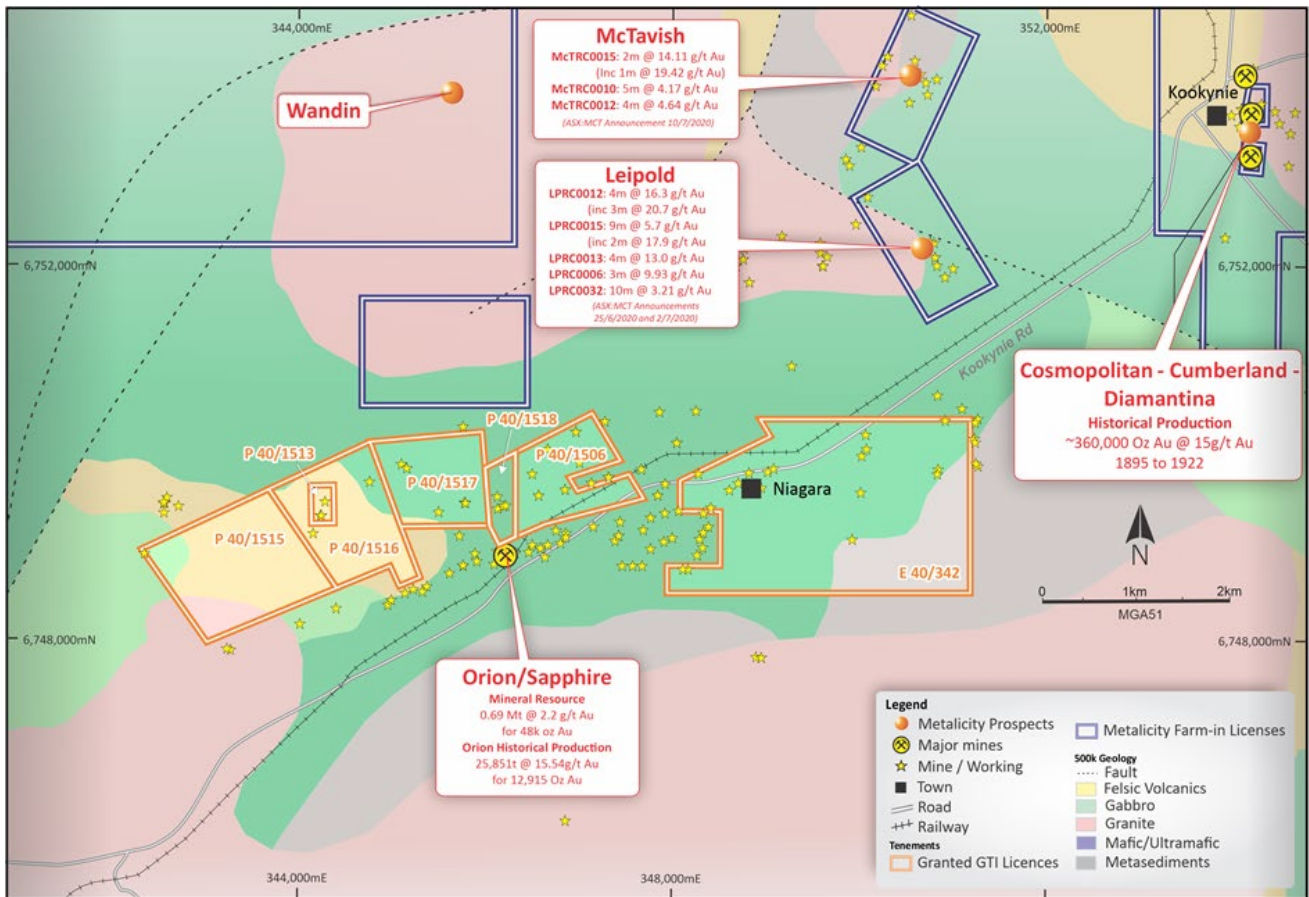 344,000mE
352,000mE
McTavish
McTRC0015: 2m @ 14.11 g/t Au
(Inc 1m @ 19.42 g/t Au)
McTRC0010: 5m @ 4.17 g/t Au
McTRC0012: 4m @ 4.64 g/t Au
(ASX:MCT Announcement 10/7/2020)
Wandin
Kookynie
Leipold
LPRC0012: 4m @ 16.3 g/t Au
(inc 3m @ 20.7 g/t Au
LPRC0015: 9m @ 5.7 g/t Au
(inc 2m @ 17.9 g/t Au
LPRC0013: 4m @ 13.0 g/t Au
LPRC0006: 3m @ 9.93 g/t Au
LPRC0032: 10m @ 3.21 g/t Au
(ASX:MCT Announcements
25/6/2020 and 2/7/2020)
6,752,000mN
6,752,000mN
Kookynie Rd
Cosmopolitan - Cumberland -
Diamantina
Historical Production
~360,000 Oz Au @ 15g/t Au
1895 to 1922
P 40/1518
P 40/1513
P 40/1506
P 40/1517
Niagara
P 40/1515
P 40/1516
E 40/342
N
0 1km 2km
MGA51
6,748,000mN
6,748,000mN
Orion/Sapphire
Mineral Resource
0.69 Mt @ 2.2 g/t Au
for 48k oz Au
Orion Historical Production
25,851t @ 15.54g/t Au
for 12,915 Oz Au
Legend
Metalicity Prospects
Major mines
Mine / Working
Town
Road
Railway
Tenements
Granted GTI Licences
Metalicity Farm-in Licenses
500k Geology
Fault
Felsic Volcanics
Gabbro
Granite
Mafic/Ultramafic
Metasediments
344,000mE
348,000mE